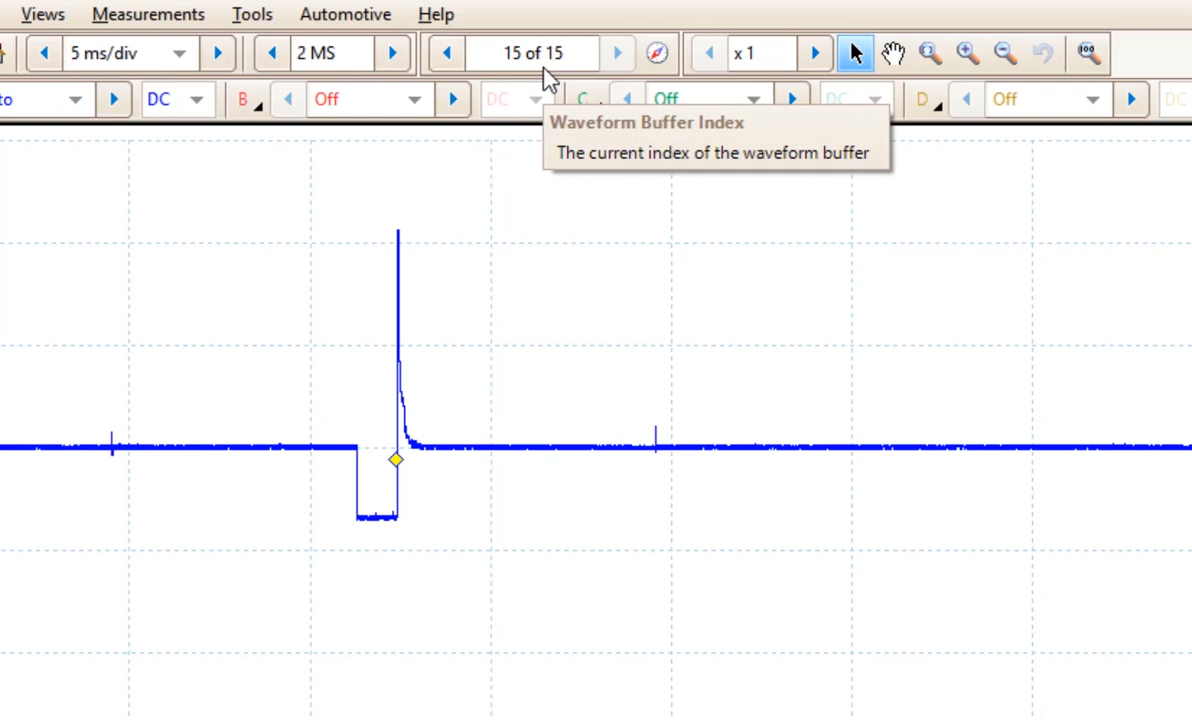 Views Measurements Tools Automotive Help
5 ms/div 2 MS 15 of 15 x 1
to DC B Off DC C Off DC D Off DC
Waveform Buffer Index
The current index of the waveform buffer